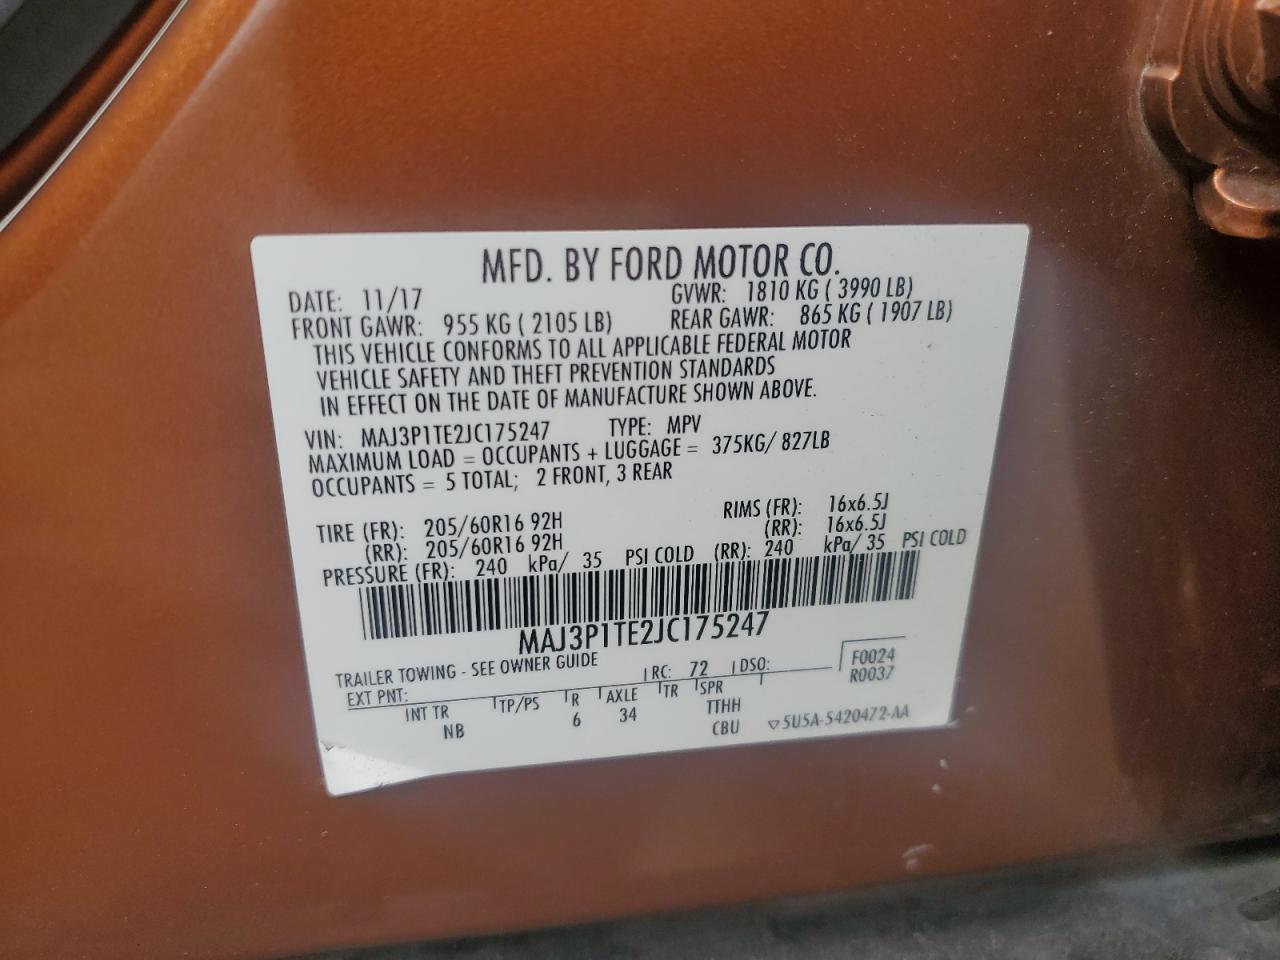 MFD. BY FORD MOTOR CO.
DATE: 11/17 GVWR: 1810 KG ( 3990 LB)
FRONT GAWR: 955 KG ( 2105 LB) REAR GAWR: 865 KG ( 1907 LB)
THIS VEHICLE CONFORMS TO ALL APPLICABLE FEDERAL MOTOR
VEHICLE SAFETY AND THEFT PREVENTION STANDARDS
IN EFFECT ON THE DATE OF MANUFACTURE SHOWN ABOVE.
VIN: MAJ3P1TE2JC175247 TYPE: MPV
MAXIMUM LOAD = OCCUPANTS + LUGGAGE = 375KG/ 827LB
OCCUPANTS = 5 TOTAL; 2 FRONT, 3 REAR
TIRE (FR): 205/60R16 92H RIMS (FR): 16x6.5J
(RR): 205/60R16 92H (RR): 16x6.5J
PRESSURE (FR): 240 kPa/ 35 PSI COLD (RR): 240 kPa/ 35 PSI COLD
MAJ3P1TE2JC175247
TRAILER TOWING - SEE OWNER GUIDE
EXT PNT: RC: 72 DSO: F0024
R0037
INT TR TP/PS R AXLE TR SPR
NB 6 34 TTHH
CBU 5U5A-5420472-AA